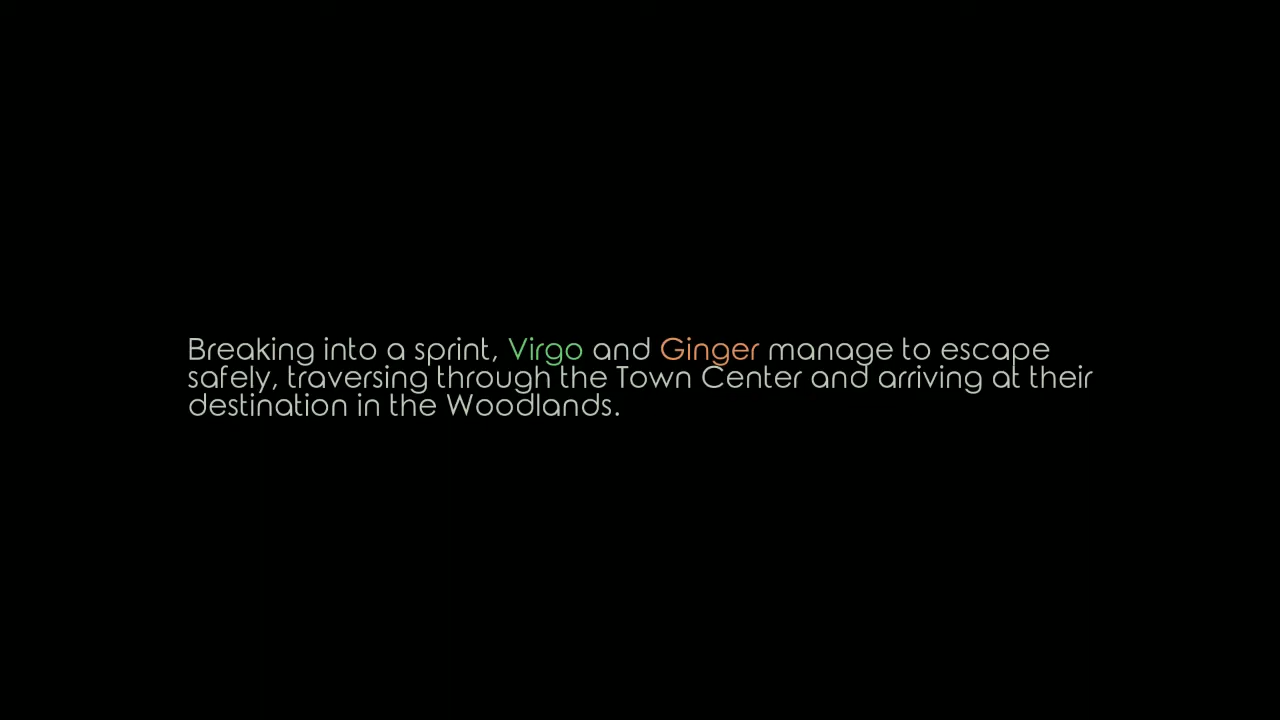 Breaking into a sprint, Virgo and Ginger manage to escape
safely, traversing through the Town Center and arriving at their
destination in the Woodlands.